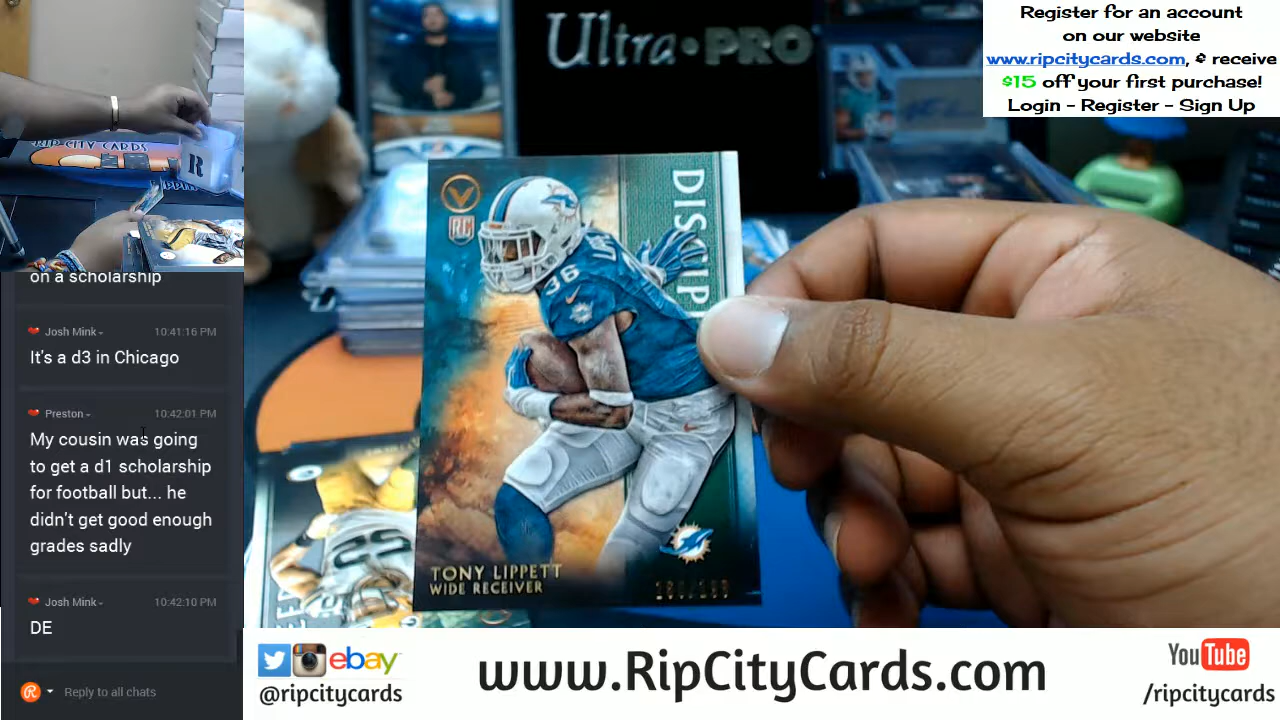 Ultra•PRO
Register for an account
on our website
www.ripcitycards.com, & receive
$15 off your first purchase!
Login - Register - Sign Up
RIP CITY CARDS
R
on a scholarship
Josh Mink
10:41:16 PM
It's a d3 in Chicago
Preston
10:42:01 PM
My cousin was going
to get a d1 scholarship
for football but... he
didn't get good enough
grades sadly
Josh Mink
10:42:10 PM
DE
Reply to all chats
V
RC
DISCIP
36
TONY LIPPETT
WIDE RECEIVER
ebay
@ripcitycards
www.RipCityCards.com
YouTube
/ripcitycards